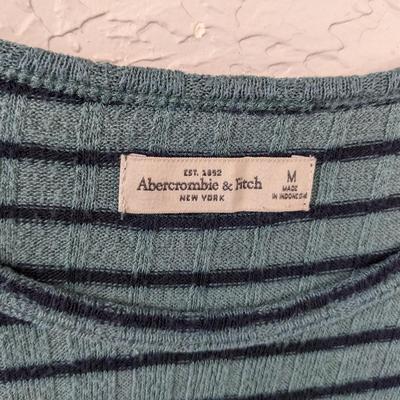 EST. 1892
Abercrombie & Fitch
NEW YORK
M
MADE
IN INDONESIA